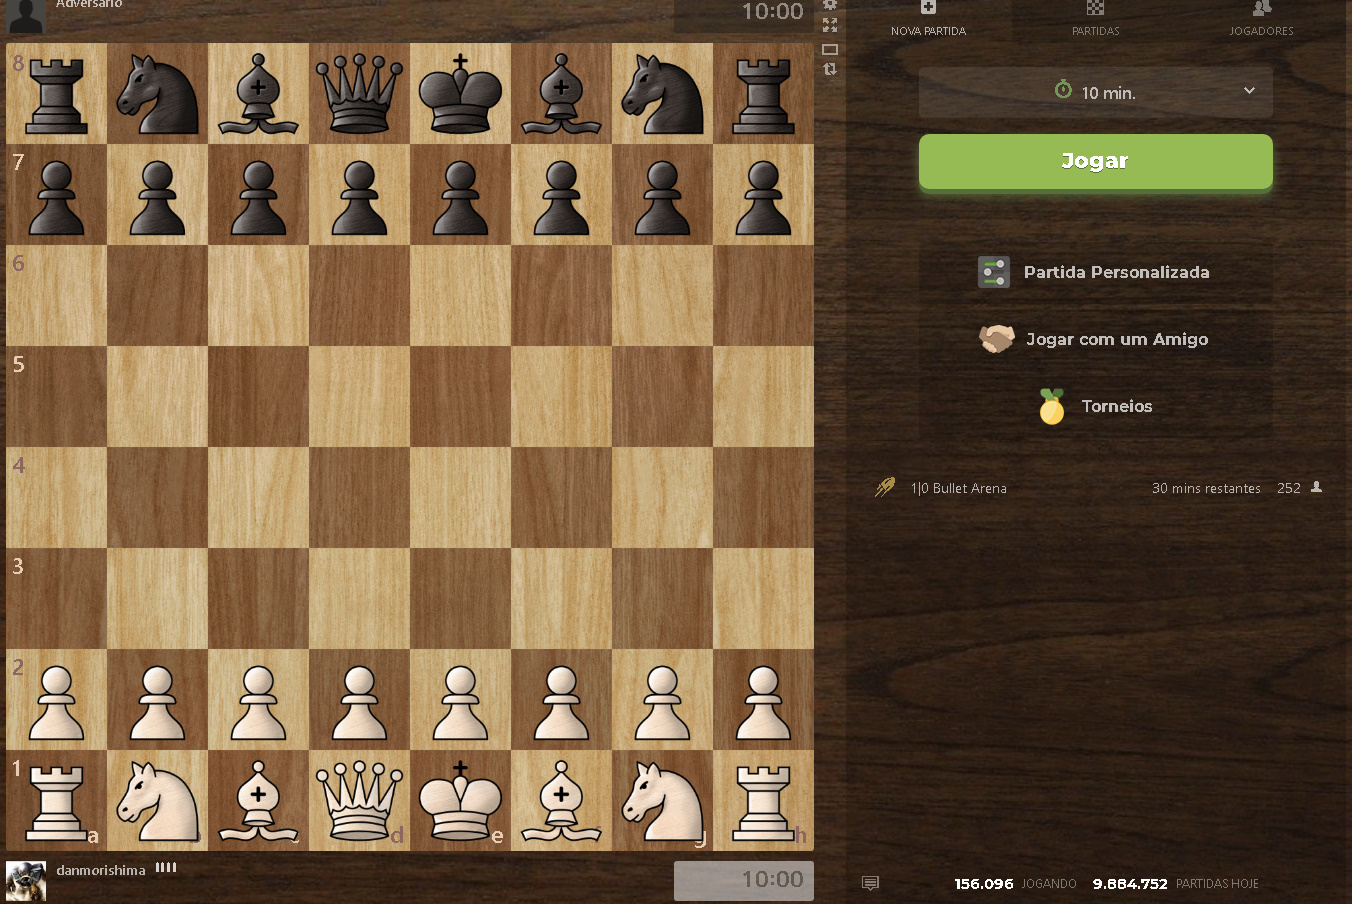 Adversário
10:00
NOVA PARTIDA
PARTIDAS
JOGADORES
10 min.
Jogar
Partida Personalizada
Jogar com um Amigo
Torneios
1|0 Bullet Arena
30 mins restantes
252
8
7
6
5
4
3
2
1
a
d
e
g
h
danmorishima
10:00
156.096 JOGANDO
9.884.752 PARTIDAS HOJE